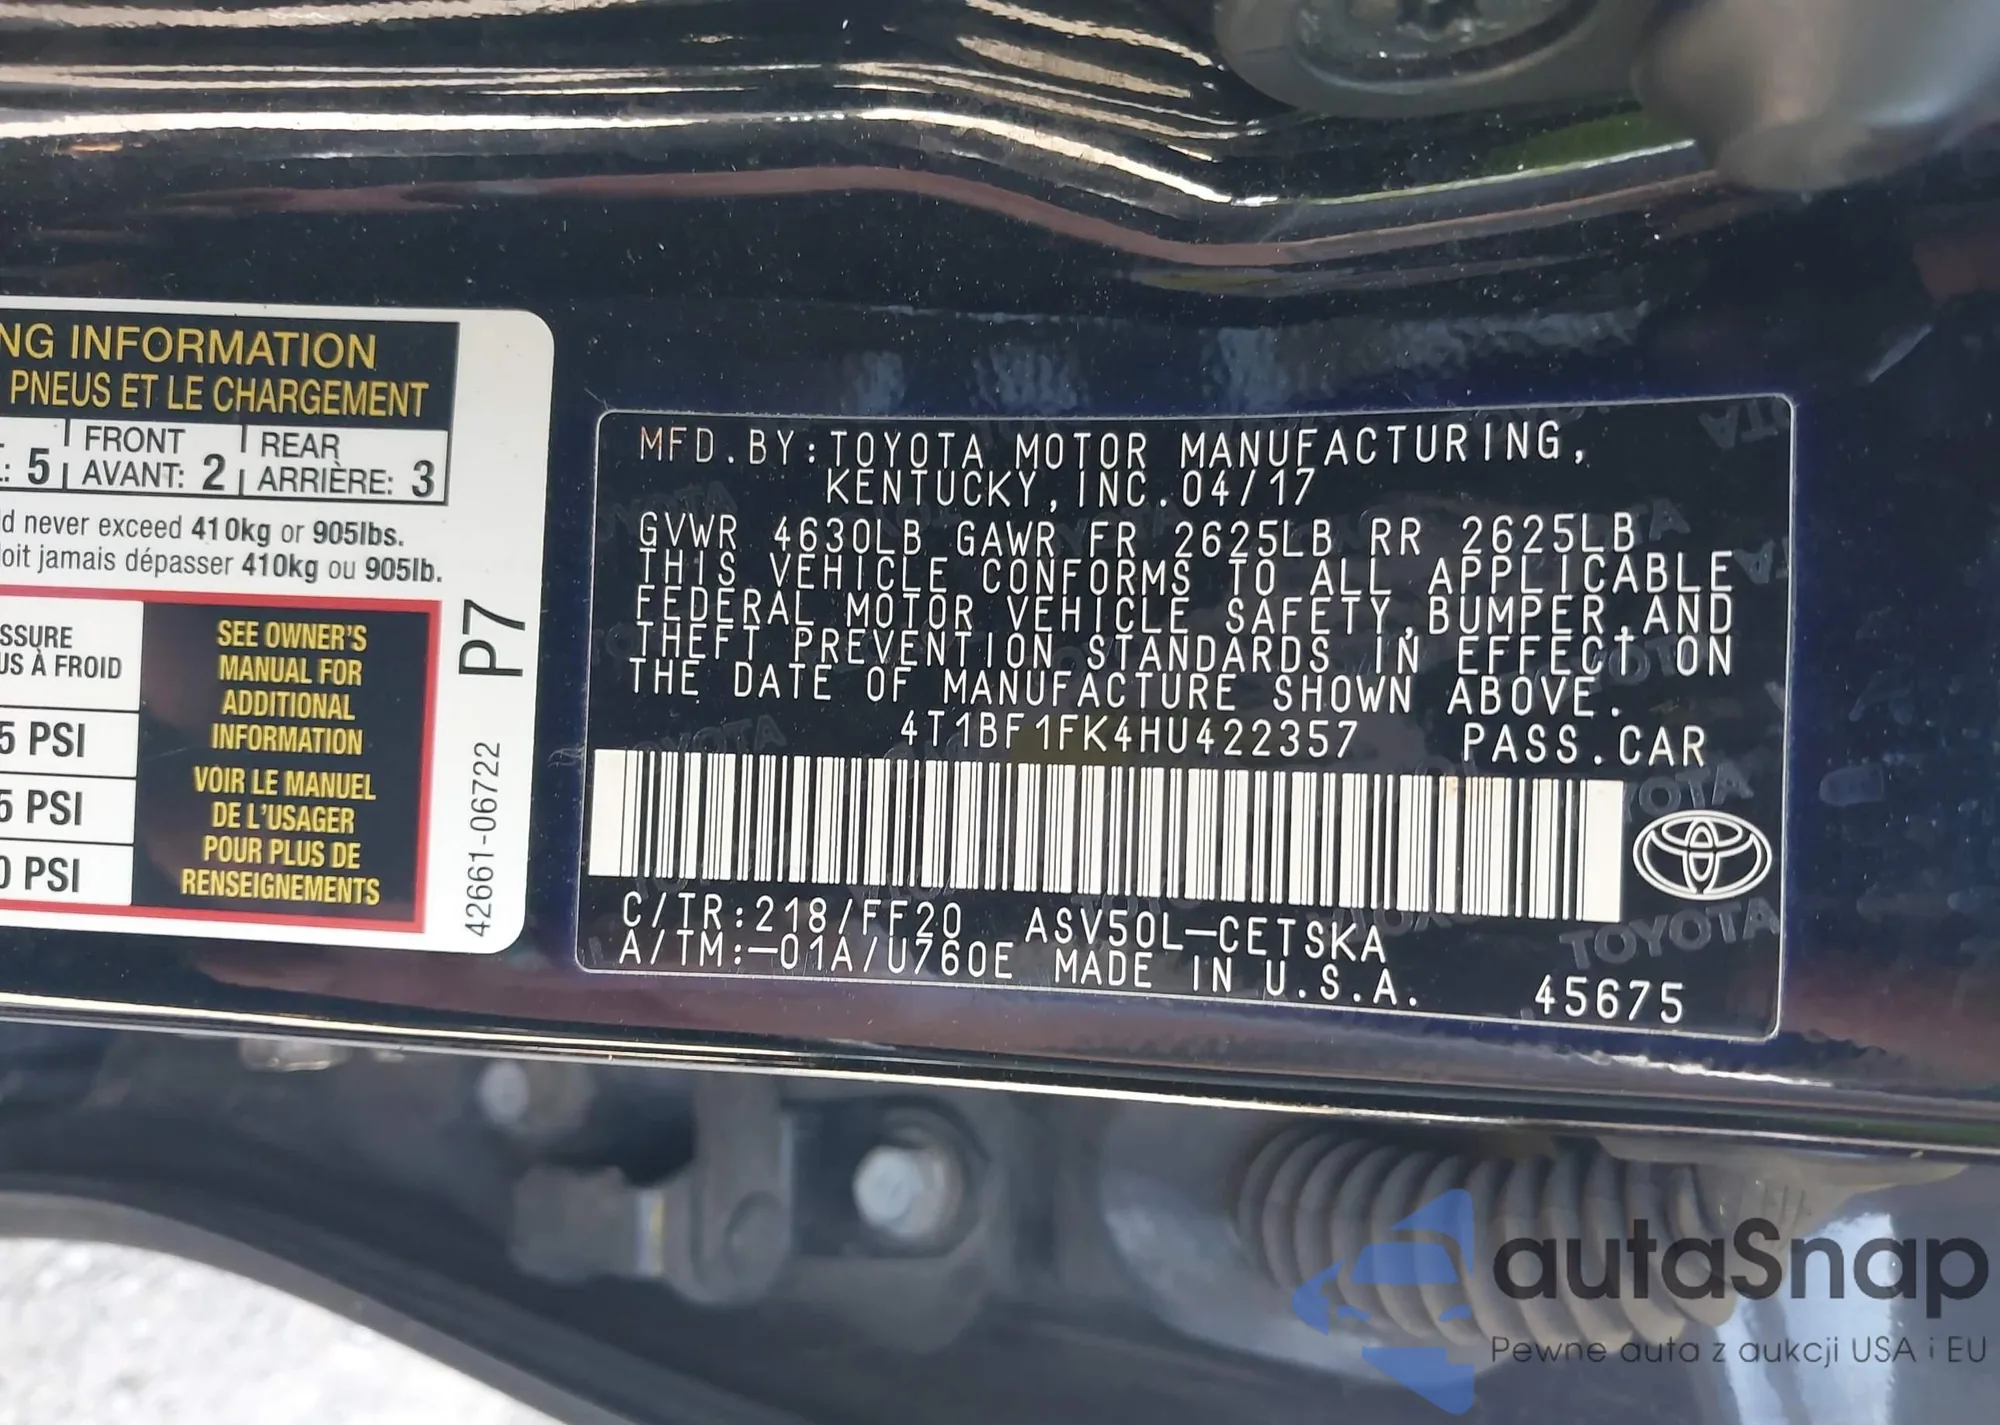 NG INFORMATION
PNEUS ET LE CHARGEMENT
FRONT REAR
5 AVANT: 2 ARRIÈRE: 3
d never exceed 410kg or 905lbs.
oit jamais dépasser 410kg ou 905lb.
SSURE
US À FROID
5 PSI
5 PSI
0 PSI
SEE OWNER'S
MANUAL FOR
ADDITIONAL
INFORMATION
VOIR LE MANUEL
DE L'USAGER
POUR PLUS DE
RENSEIGNEMENTS
P7
42661-06722
MFD.BY:TOYOTA MOTOR MANUFACTURING,
KENTUCKY,INC.04/17
GVWR 4630LB GAWR FR 2625LB RR 2625LB
THIS VEHICLE CONFORMS TO ALL APPLICABLE
FEDERAL MOTOR VEHICLE SAFETY,BUMPER,AND
THEFT PREVENTION STANDARDS IN EFFECT ON
THE DATE OF MANUFACTURE SHOWN ABOVE.
4T1BF1FK4HU422357 PASS.CAR
C/TR:218/FF20 ASV50L-CETSKA
A/TM:-01A/U760E MADE IN U.S.A. 45675
TOYOTA
autaSnap
Pewne auta z aukcji USA i EU